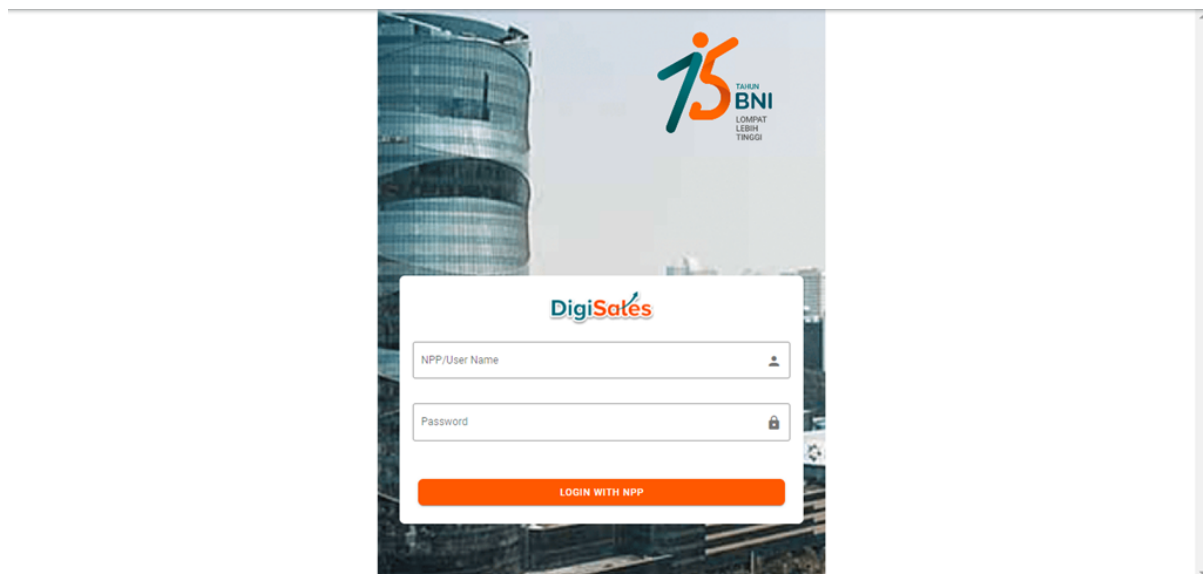 75
TAHUN
BNI
LOMPAT
LEBIH
TINGGI
DigiSales
NPP/User Name
Password
LOGIN WITH NPP